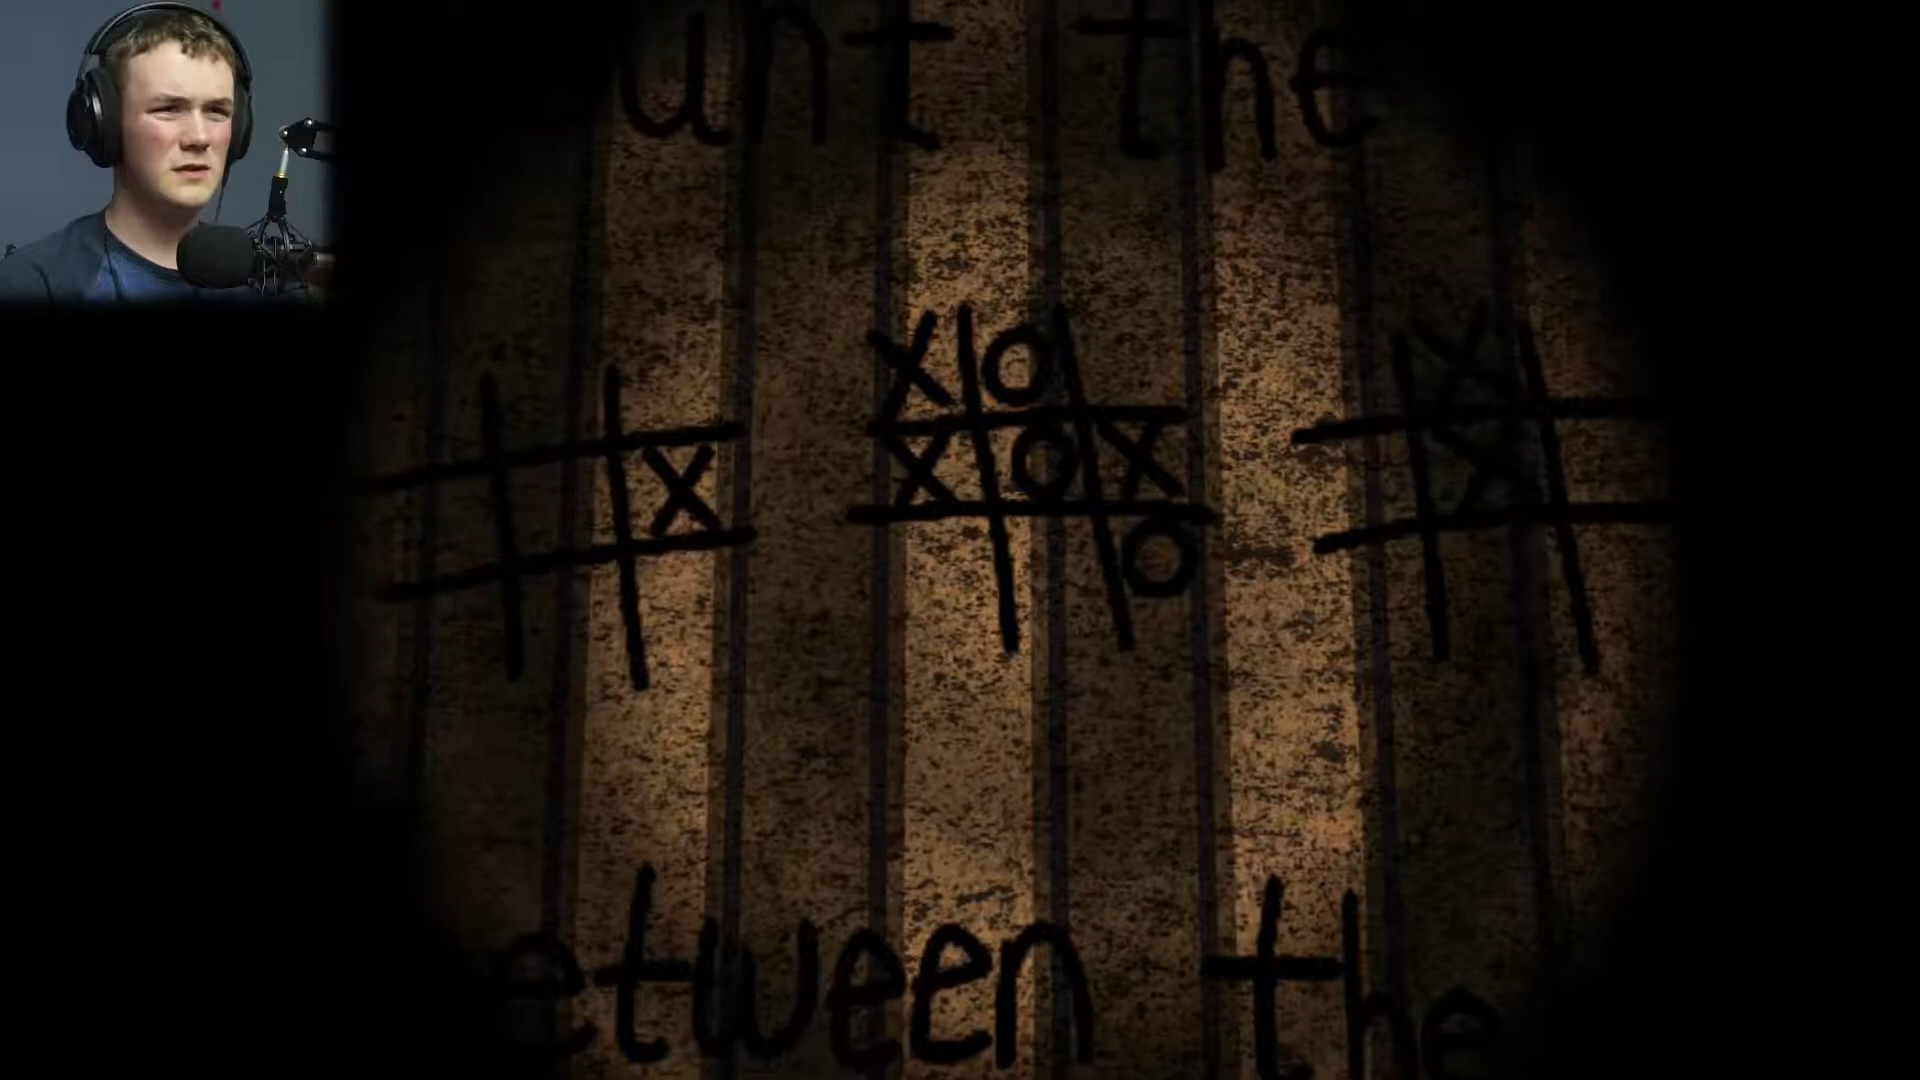 unt the
X O
X X O X
O
etween the